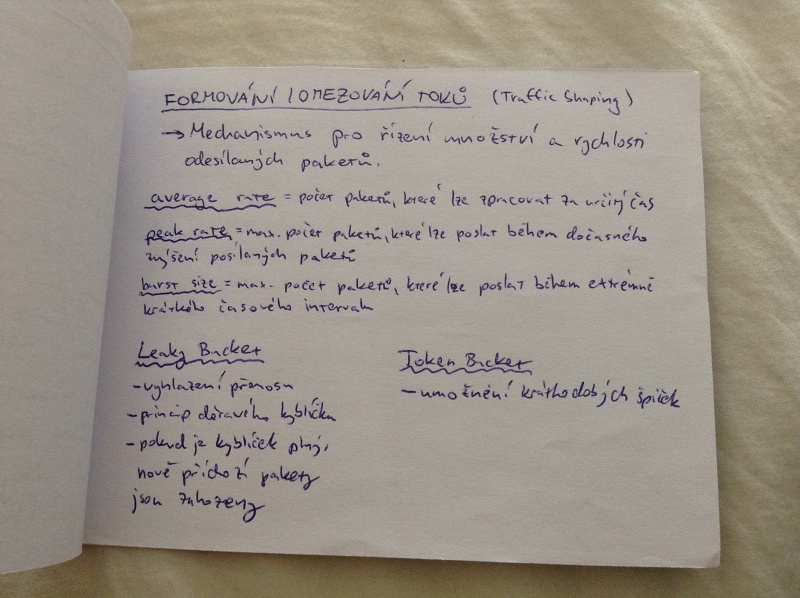 FORMOVÁNÍ / OMEZOVÁNÍ TOKŮ (Traffic Shaping)
→ Mechanismus pro řízení množství a rychlosti
odesílaných paketů.
average rate = počet paketů, které lze zpracovat za určitý čas
peak rate = max. počet paketů, které lze poslat během dočasného
zvýšení posílaných paketů
burst size = max. počet paketů, které lze poslat během extrémně
krátkého časového intervalu
Leaky Bucket
- vyhlazení přenosu
- princip děravého kyblíčku
- pokud je kyblíček plný,
nově příchozí pakety
jsou zahozeny
Token Bucket
- umožnění krátkodobých špiček